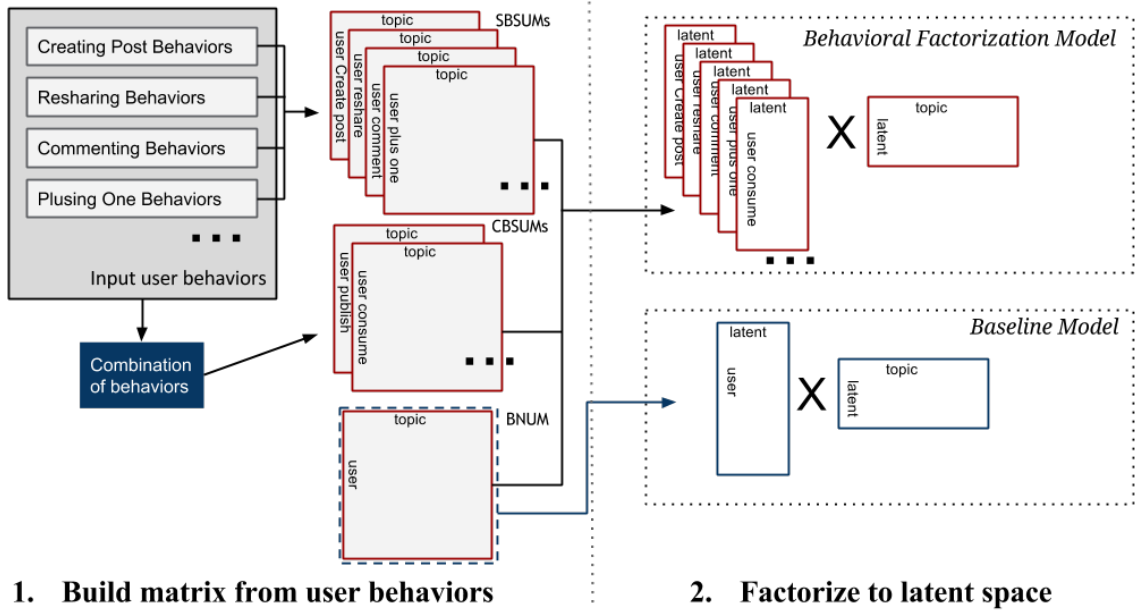 Creating Post Behaviors
Resharing Behaviors
Commenting Behaviors
Plusing One Behaviors
...
Input user behaviors
Combination
of behaviors
SBSUMs
topic
user Create post
topic
user reshare
topic
user comment
topic
user plus one
...
CBSUMs
topic
user publish
topic
user consume
...
BNUM
topic
user
1. Build matrix from user behaviors
Behavioral Factorization Model
latent
user Create post
latent
user reshare
latent
user comment
latent
user plus one
latent
user consume
...
X
topic
latent
Baseline Model
latent
user
X
topic
latent
2. Factorize to latent space